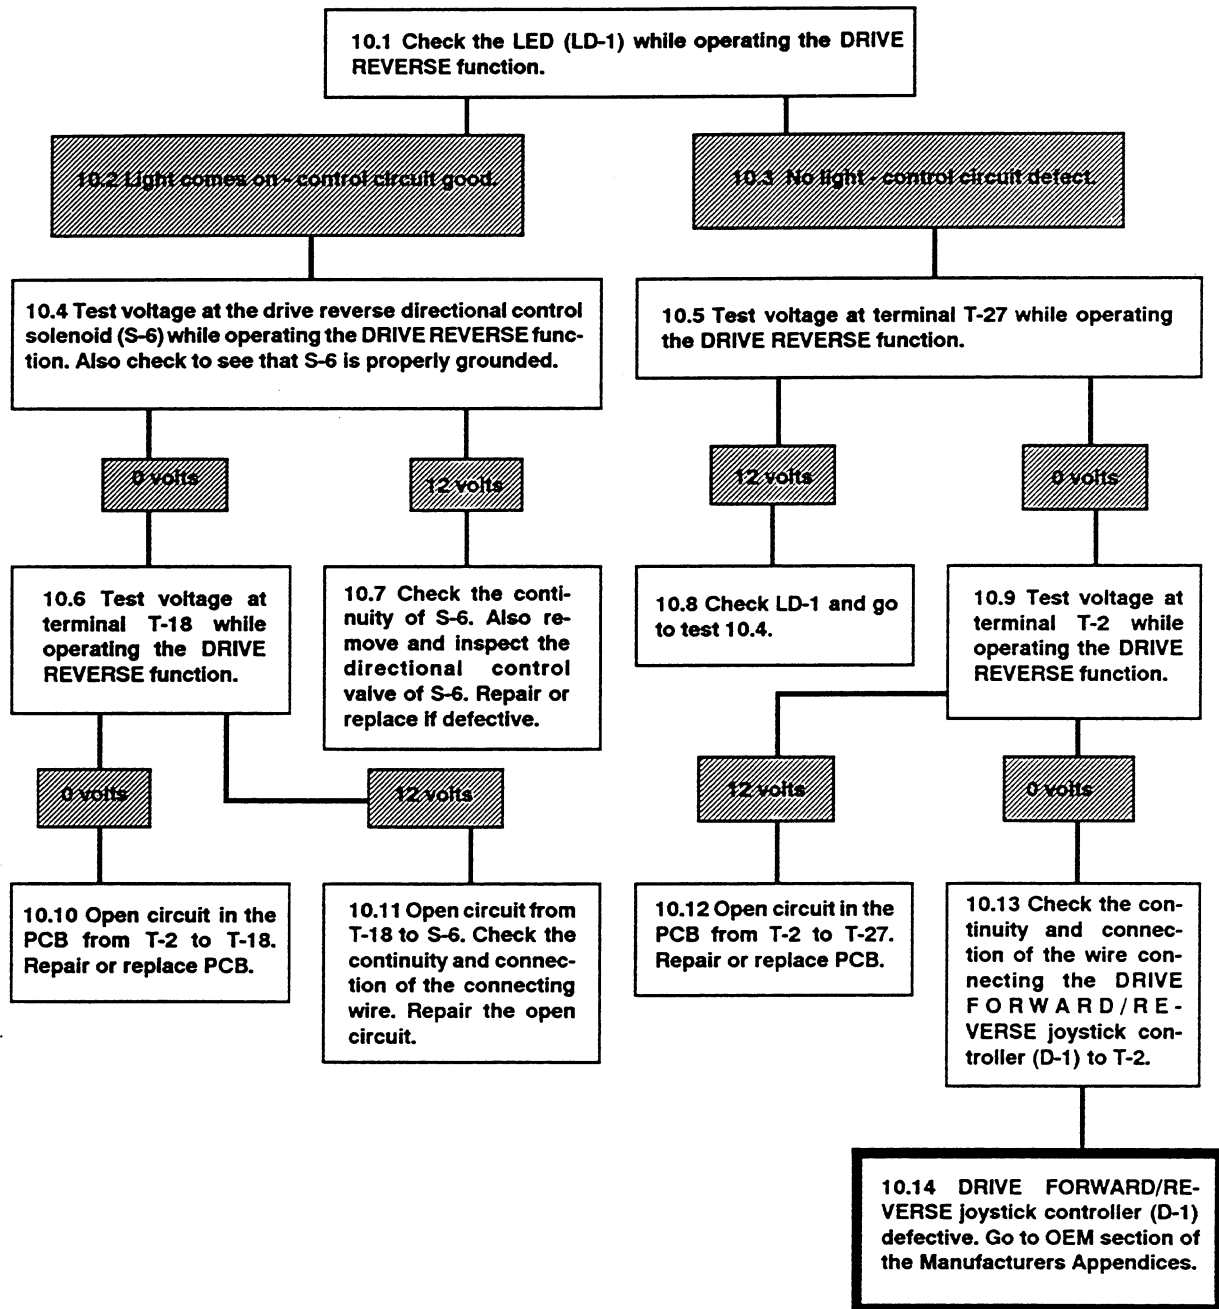 10.1 Check the LED (LD-1) while operating the DRIVE
REVERSE function.
10.2 Light comes on - control circuit good.
10.3 No light - control circuit defect.
10.4 Test voltage at the drive reverse directional control
solenoid (S-6) while operating the DRIVE REVERSE func-
tion. Also check to see that S-6 is properly grounded.
10.5 Test voltage at terminal T-27 while operating
the DRIVE REVERSE function.
0 volts
12 volts
12 volts
0 volts
10.6 Test voltage at
terminal T-18 while
operating the DRIVE
REVERSE function.
10.7 Check the conti-
nuity of S-6. Also re-
move and inspect the
directional control
valve of S-6. Repair or
replace if defective.
10.8 Check LD-1 and go
to test 10.4.
10.9 Test voltage at
terminal T-2 while
operating the DRIVE
REVERSE function.
0 volts
12 volts
12 volts
0 volts
10.10 Open circuit in the
PCB from T-2 to T-18.
Repair or replace PCB.
10.11 Open circuit from
T-18 to S-6. Check the
continuity and connec-
tion of the connecting
wire. Repair the open
circuit.
10.12 Open circuit in the
PCB from T-2 to T-27.
Repair or replace PCB.
10.13 Check the con-
tinuity and connec-
tion of the wire con-
necting the DRIVE
FORWARD/RE-
VERSE joystick con-
troller (D-1) to T-2.
10.14 DRIVE FORWARD/RE-
VERSE joystick controller (D-1)
defective. Go to OEM section of
the Manufacturers Appendices.